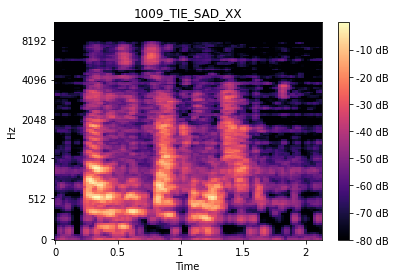 1009_TIE_SAD_XX
8192
4096
2048
1024
512
0
Hz
0
0.5
1
1.5
2
Time
-10 dB
-20 dB
-30 dB
-40 dB
-50 dB
-60 dB
-70 dB
-80 dB